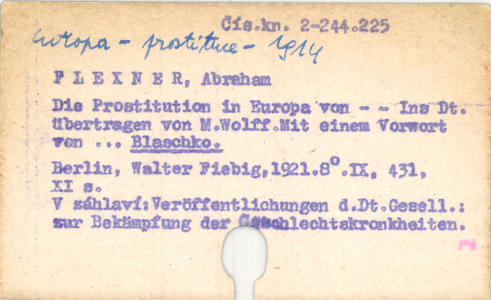 Čís.kn. 2-244.225
Europa - prostituce - 1914
FLEXNER, Abraham
Die Prostitution in Europa von - - Ins Dt.
übertragen von M.Wolff.Mit einem Vorwort
von ... Blaschko.
Berlin, Walter Fiebig,1921.8°.IX, 431,
XI s.
V záhlaví:Veröffentlichungen d.Dt.Gesell.:
zur Bekämpfung der Geschlechtskronkheiten.